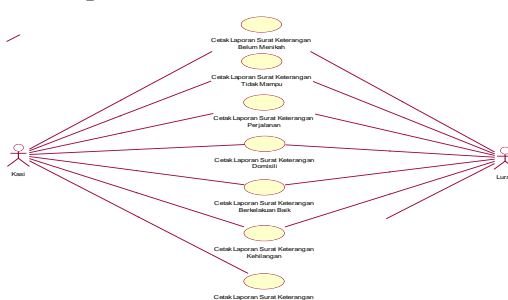 Cetak Laporan Surat Keterangan
Belum Menikah
Cetak Laporan Surat Keterangan
Tidak Mampu
Cetak Laporan Surat Keterangan
Perjalanan
Cetak Laporan Surat Keterangan
Domisili
Kasi
Lura
Cetak Laporan Surat Keterangan
Berkelakuan Baik
Cetak Laporan Surat Keterangan
Kehilangan
Cetak Laporan Surat Keterangan